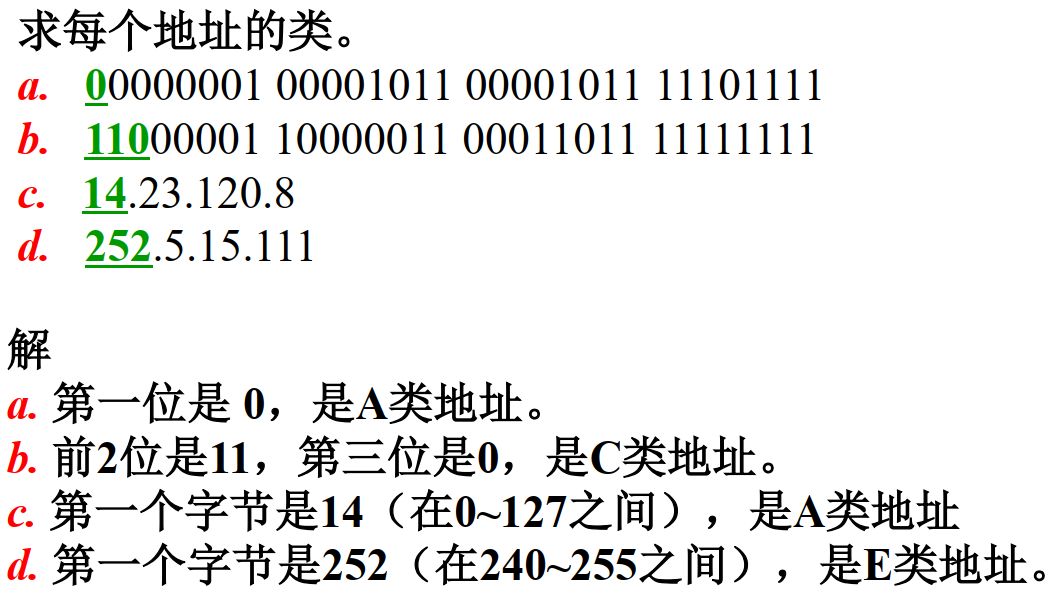 求每个地址的类。
a. 00000001 00001011 00001011 11101111
b. 11000001 10000011 00011011 11111111
c. 14.23.120.8
d. 252.5.15.111
解
a. 第一位是 0，是A类地址。
b. 前2位是11，第三位是0，是C类地址。
c. 第一个字节是14（在0~127之间），是A类地址
d. 第一个字节是252（在240~255之间），是E类地址。